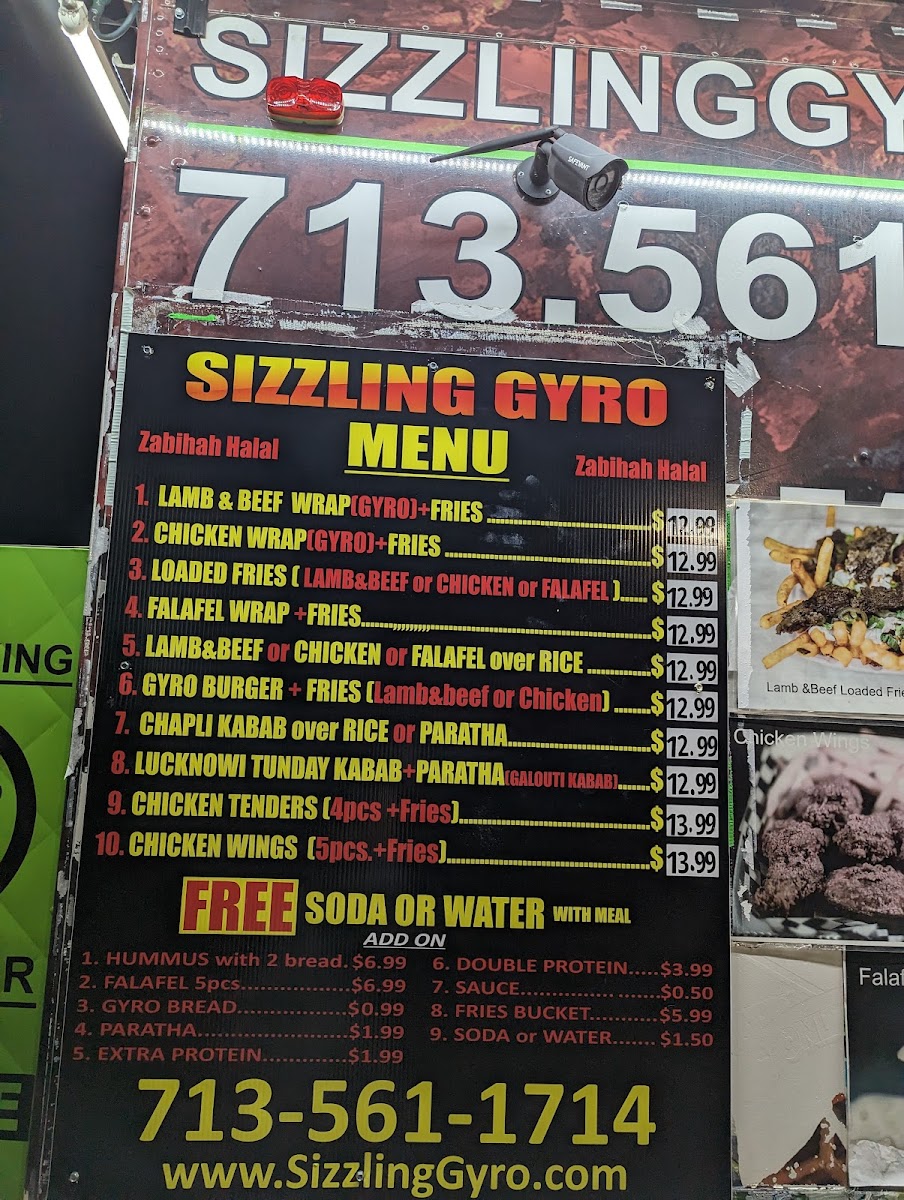 SIZZLINGGY
SAFEVANT
713.561
SIZZLING GYRO
MENU
Zabihah Halal
Zabihah Halal
1. LAMB & BEEF WRAP(GYRO)+FRIES ........ $ 12.99
2. CHICKEN WRAP(GYRO)+FRIES ........ $ 12.99
3. LOADED FRIES ( LAMB&BEEF or CHICKEN or FALAFEL )...... $ 12.99
4. FALAFEL WRAP +FRIES.......,,,,,,,,,........ $ 12.99
5. LAMB&BEEF or CHICKEN or FALAFEL over RICE ........ $ 12.99
6. GYRO BURGER + FRIES (Lamb&beef or Chicken) ...... $ 12.99
7. CHAPLI KABAB over RICE or PARATHA........ $ 12.99
8. LUCKNOWI TUNDAY KABAB+PARATHA(GALOUTI KABAB)....... $ 12.99
9. CHICKEN TENDERS (4pcs +Fries)........ $ 13.99
10. CHICKEN WINGS (5pcs.+Fries)........ $ 13.99
FREE SODA OR WATER WITH MEAL
ADD ON
1. HUMMUS with 2 bread. $6.99
2. FALAFEL 5pcs................. $6.99
3. GYRO BREAD..................... $0.99
4. PARATHA....................... $1.99
5. EXTRA PROTEIN............. $1.99
6. DOUBLE PROTEIN..... $3.99
7. SAUCE.............. ....... $0.50
8. FRIES BUCKET........... $5.99
9. SODA or WATER....... $1.50
713-561-1714
www.SizzlingGyro.com
Lamb &Beef Loaded Frie
Chicken Wings
Falaf
ING
R
E